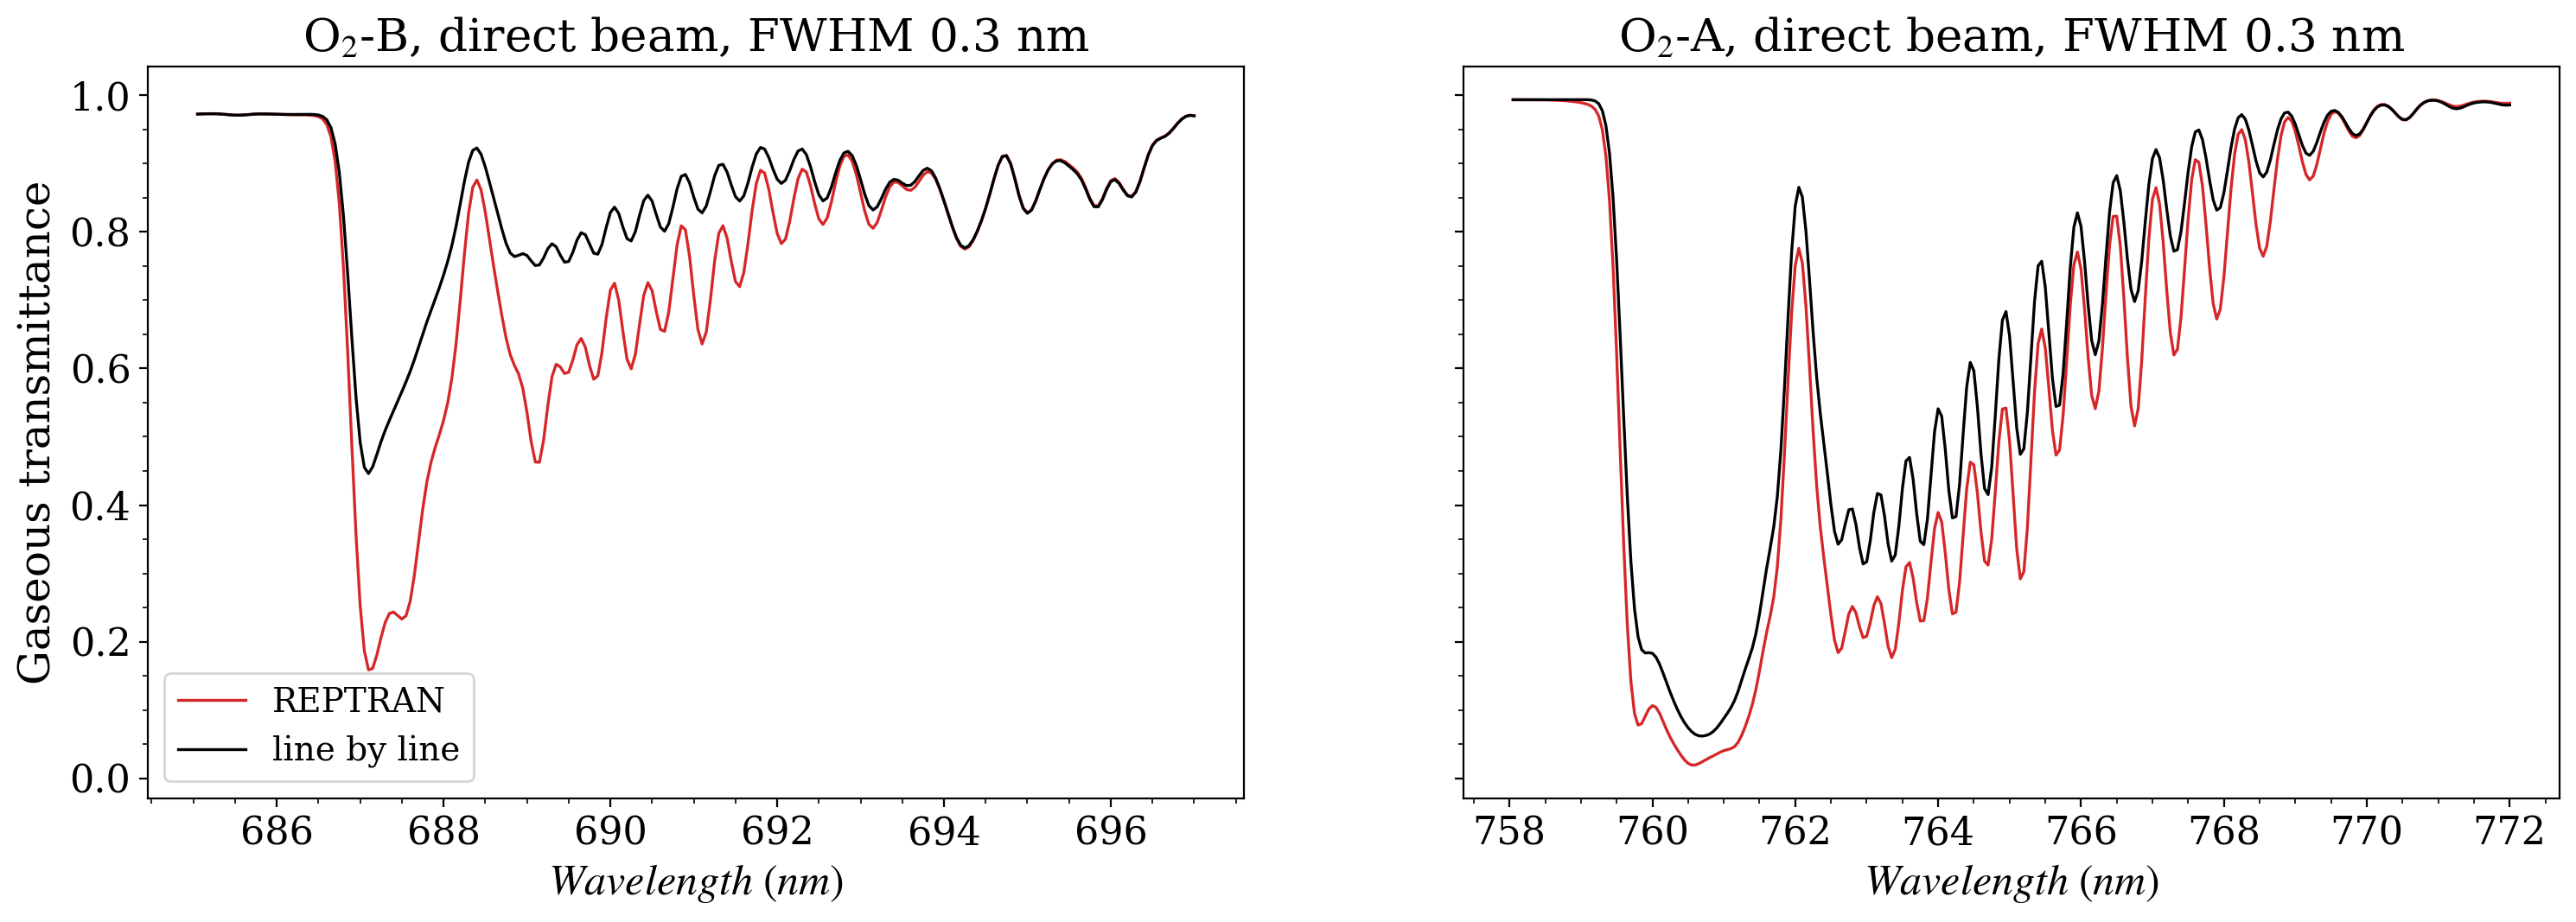 O₂-B, direct beam, FWHM 0.3 nm
Gaseous transmittance
1.0
0.8
0.6
0.4
0.2
0.0
REPTRAN
line by line
686 688 690 692 694 696
Wavelength (nm)
O₂-A, direct beam, FWHM 0.3 nm
758 760 762 764 766 768 770 772
Wavelength (nm)